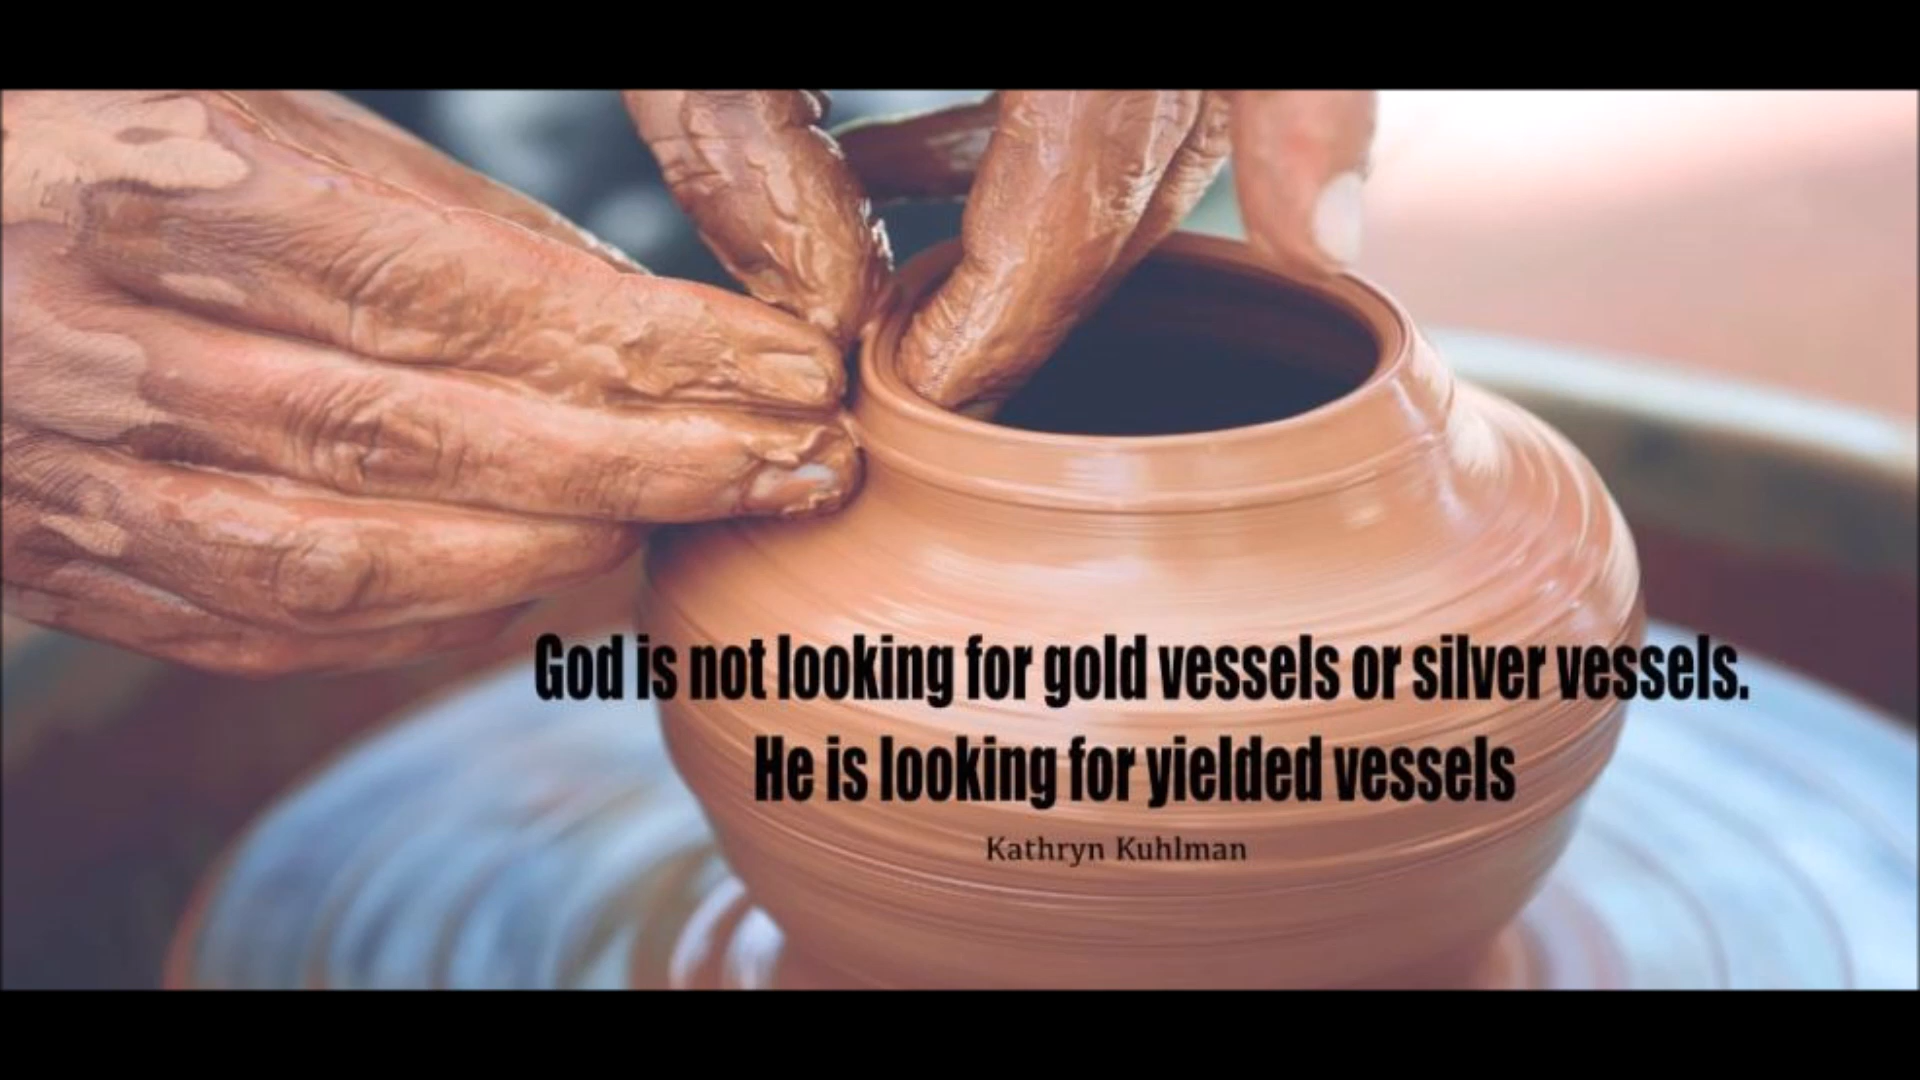 God is not looking for gold vessels or silver vessels.
He is looking for yielded vessels
Kathryn Kuhlman